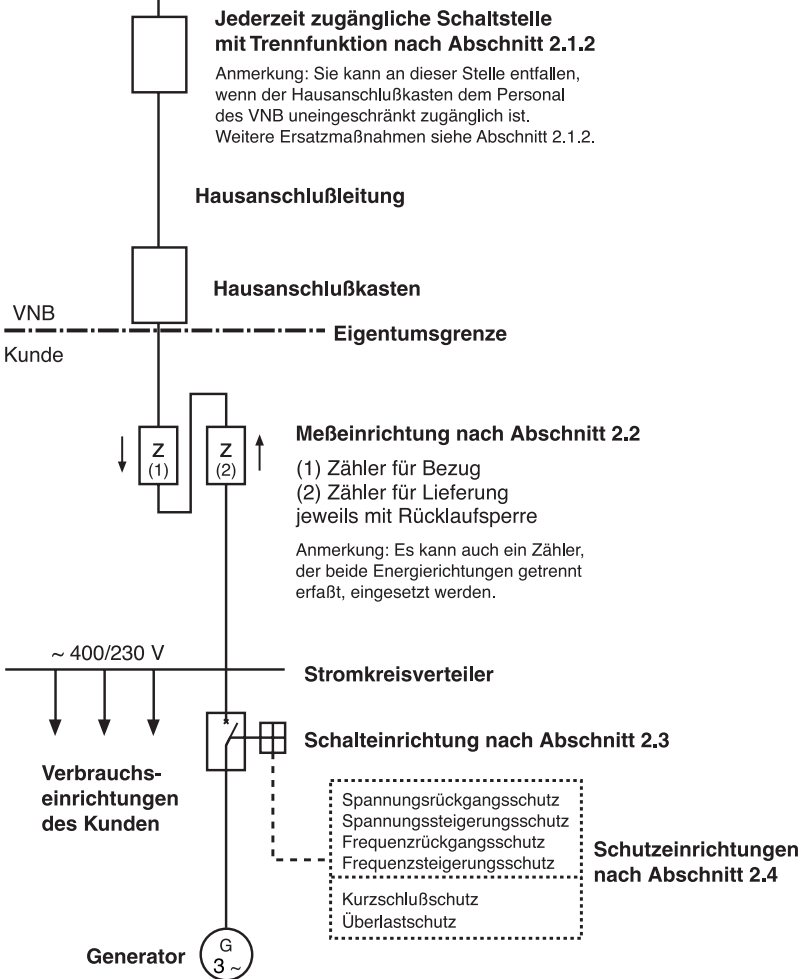 Jederzeit zugängliche Schaltstelle
mit Trennfunktion nach Abschnitt 2.1.2
Anmerkung: Sie kann an dieser Stelle entfallen,
wenn der Hausanschlußkasten dem Personal
des VNB uneingeschränkt zugänglich ist.
Weitere Ersatzmaßnahmen siehe Abschnitt 2.1.2.
Hausanschlußleitung
Hausanschlußkasten
VNB
Eigentumsgrenze
Kunde
Z
(1)
Z
(2)
Meßeinrichtung nach Abschnitt 2.2
(1) Zähler für Bezug
(2) Zähler für Lieferung
jeweils mit Rücklaufsperre
Anmerkung: Es kann auch ein Zähler,
der beide Energierichtungen getrennt
erfaßt, eingesetzt werden.
~ 400/230 V
Stromkreisverteiler
Schalteinrichtung nach Abschnitt 2.3
Verbrauchs-
einrichtungen
des Kunden
Spannungsrückgangsschutz
Spannungssteigerungsschutz
Frequenzrückgangsschutz
Frequenzsteigerungsschutz
Kurzschlußschutz
Überlastschutz
Schutzeinrichtungen
nach Abschnitt 2.4
Generator
G
3 ~